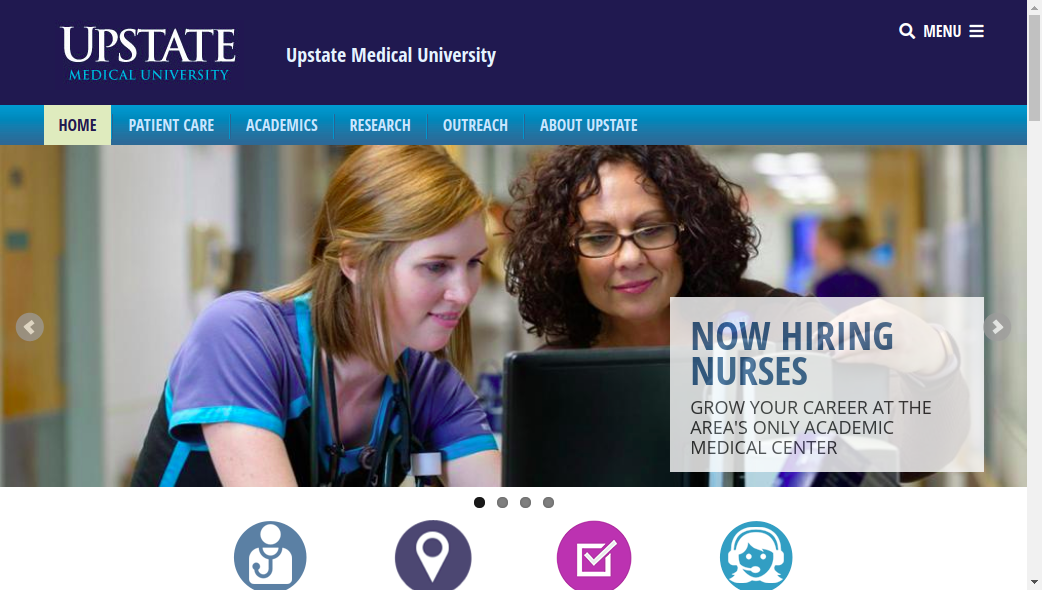 UPSTATE
MEDICAL UNIVERSITY
Upstate Medical University
MENU
HOME
PATIENT CARE
ACADEMICS
RESEARCH
OUTREACH
ABOUT UPSTATE
NOW HIRING
NURSES
GROW YOUR CAREER AT THE
AREA'S ONLY ACADEMIC
MEDICAL CENTER